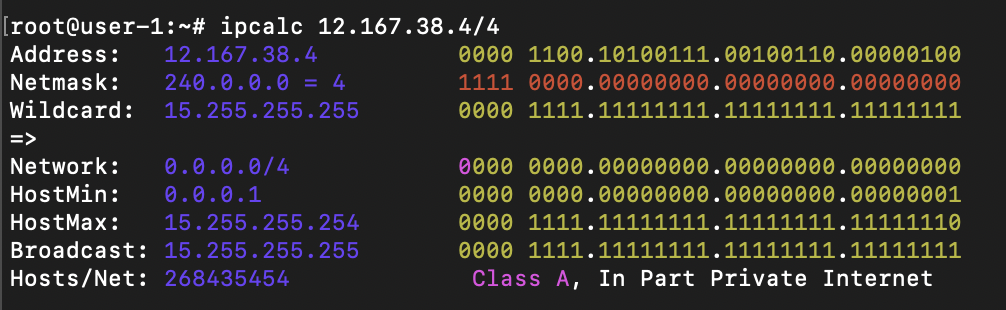 [root@user-1:~# ipcalc 12.167.38.4/4
Address:   12.167.38.4          0000 1100.10100111.00100110.00000100
Netmask:   240.0.0.0 = 4        1111 0000.00000000.00000000.00000000
Wildcard:  15.255.255.255       0000 1111.11111111.11111111.11111111
=>
Network:   0.0.0.0/4            0000 0000.00000000.00000000.00000000
HostMin:   0.0.0.1              0000 0000.00000000.00000000.00000001
HostMax:   15.255.255.254       0000 1111.11111111.11111111.11111110
Broadcast: 15.255.255.255       0000 1111.11111111.11111111.11111111
Hosts/Net: 268435454             Class A, In Part Private Internet